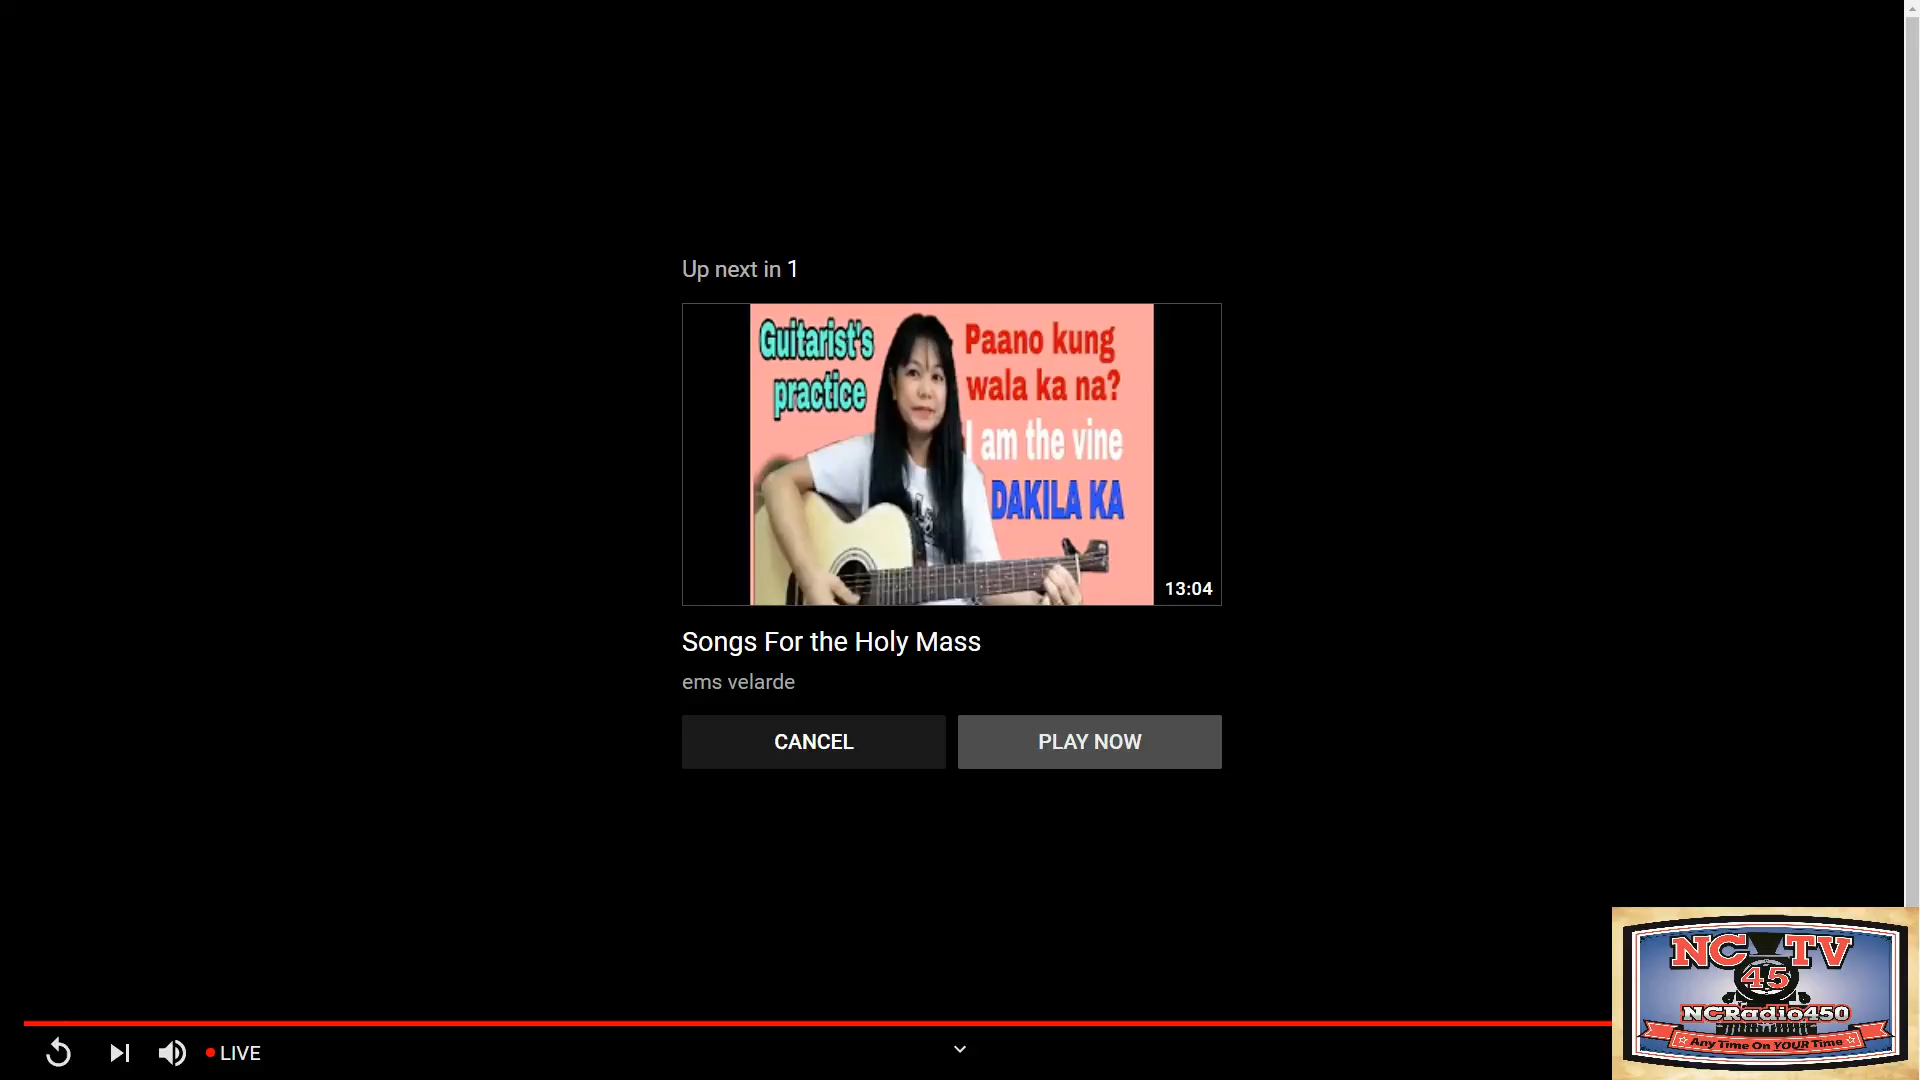 Up next in 1
Guitarist's
practice
Paano kung
wala ka na?
I am the vine
DAKILA KA
13:04
Songs For the Holy Mass
ems velarde
CANCEL
PLAY NOW
LIVE
NC TV
45
NCRadio450
Any Time On YOUR Time